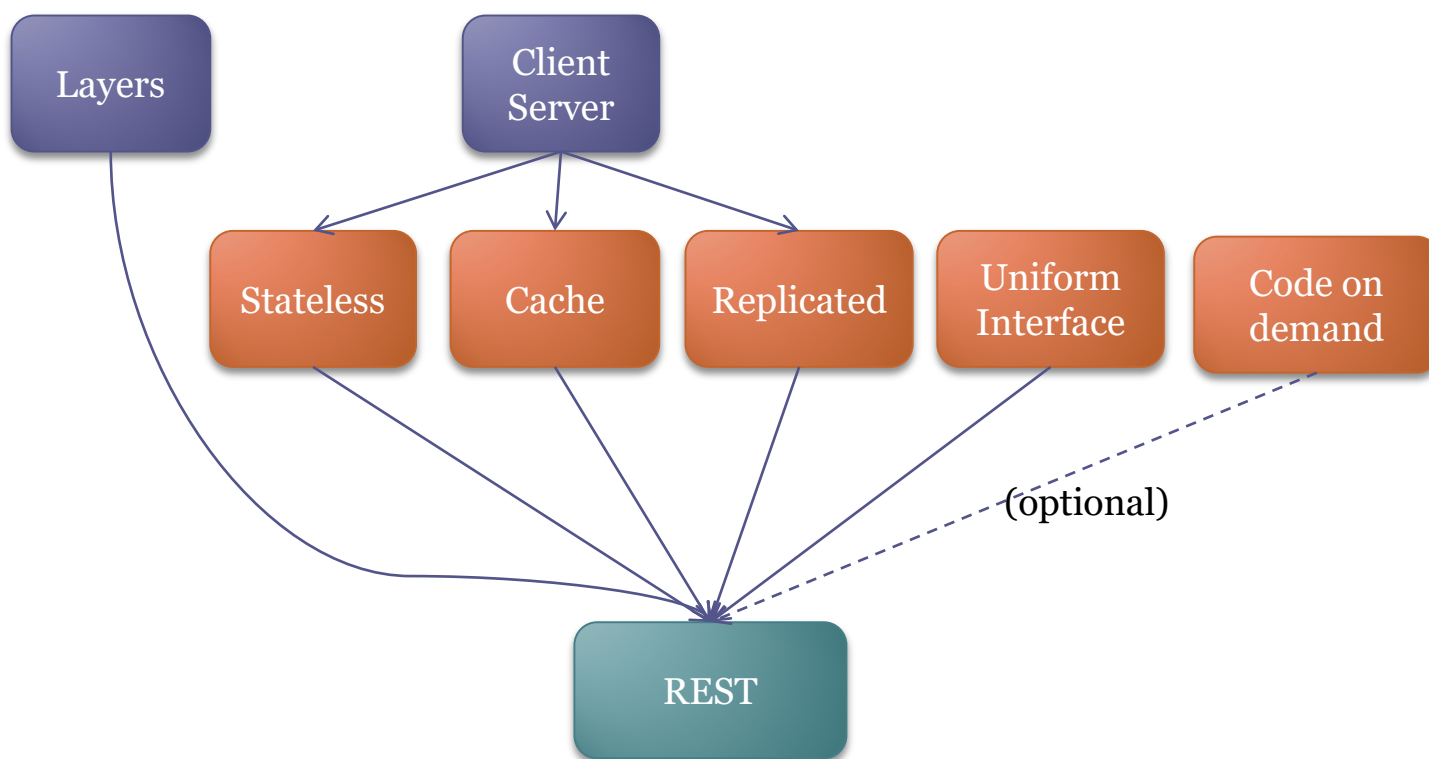 Layers
Client
Server
Stateless
Cache
Replicated
Uniform
Interface
Code on
demand
(optional)
REST